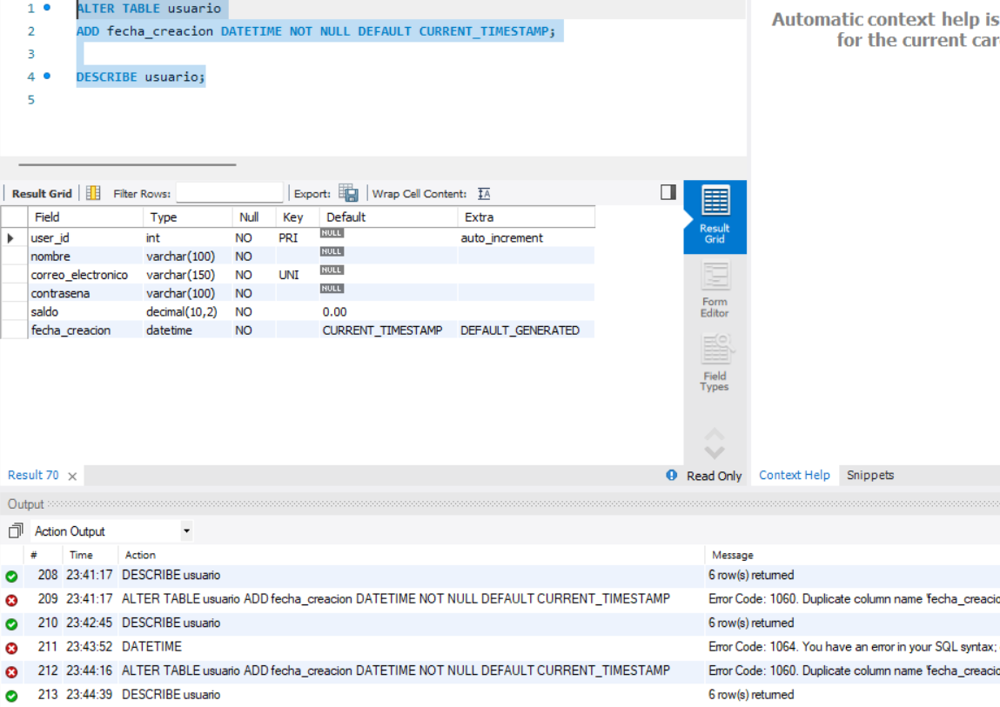 1 ALTER TABLE usuario
2 ADD fecha_creacion DATETIME NOT NULL DEFAULT CURRENT_TIMESTAMP;
3
4 DESCRIBE usuario;
5
Automatic context help is
for the current
Result Grid Filter Rows: Export: Wrap Cell Content: IA
Field Type Null Key Default Extra
user_id int NO PRI NULL auto_increment
nombre varchar(100) NO NULL
correo_electronico varchar(150) NO UNI NULL
contrasena varchar(100) NO NULL
saldo decimal(10,2) NO 0.00
fecha_creacion datetime NO CURRENT_TIMESTAMP DEFAULT_GENERATED
Result
Grid
Form
Editor
Field
Types
Result 70 Read Only Context Help Snippets
Output
Action Output
# Time Action Message
208 23:41:17 DESCRIBE usuario 6 row(s) returned
209 23:41:17 ALTER TABLE usuario ADD fecha_creacion DATETIME NOT NULL DEFAULT CURRENT_TIMESTAMP Error Code: 1060. Duplicate column name 'fecha_creacio
210 23:42:45 DESCRIBE usuario 6 row(s) returned
211 23:43:52 DATETIME Error Code: 1064. You have an error in your SQL syntax;
212 23:44:16 ALTER TABLE usuario ADD fecha_creacion DATETIME NOT NULL DEFAULT CURRENT_TIMESTAMP Error Code: 1060. Duplicate column name 'fecha_creacio
213 23:44:39 DESCRIBE usuario 6 row(s) returned